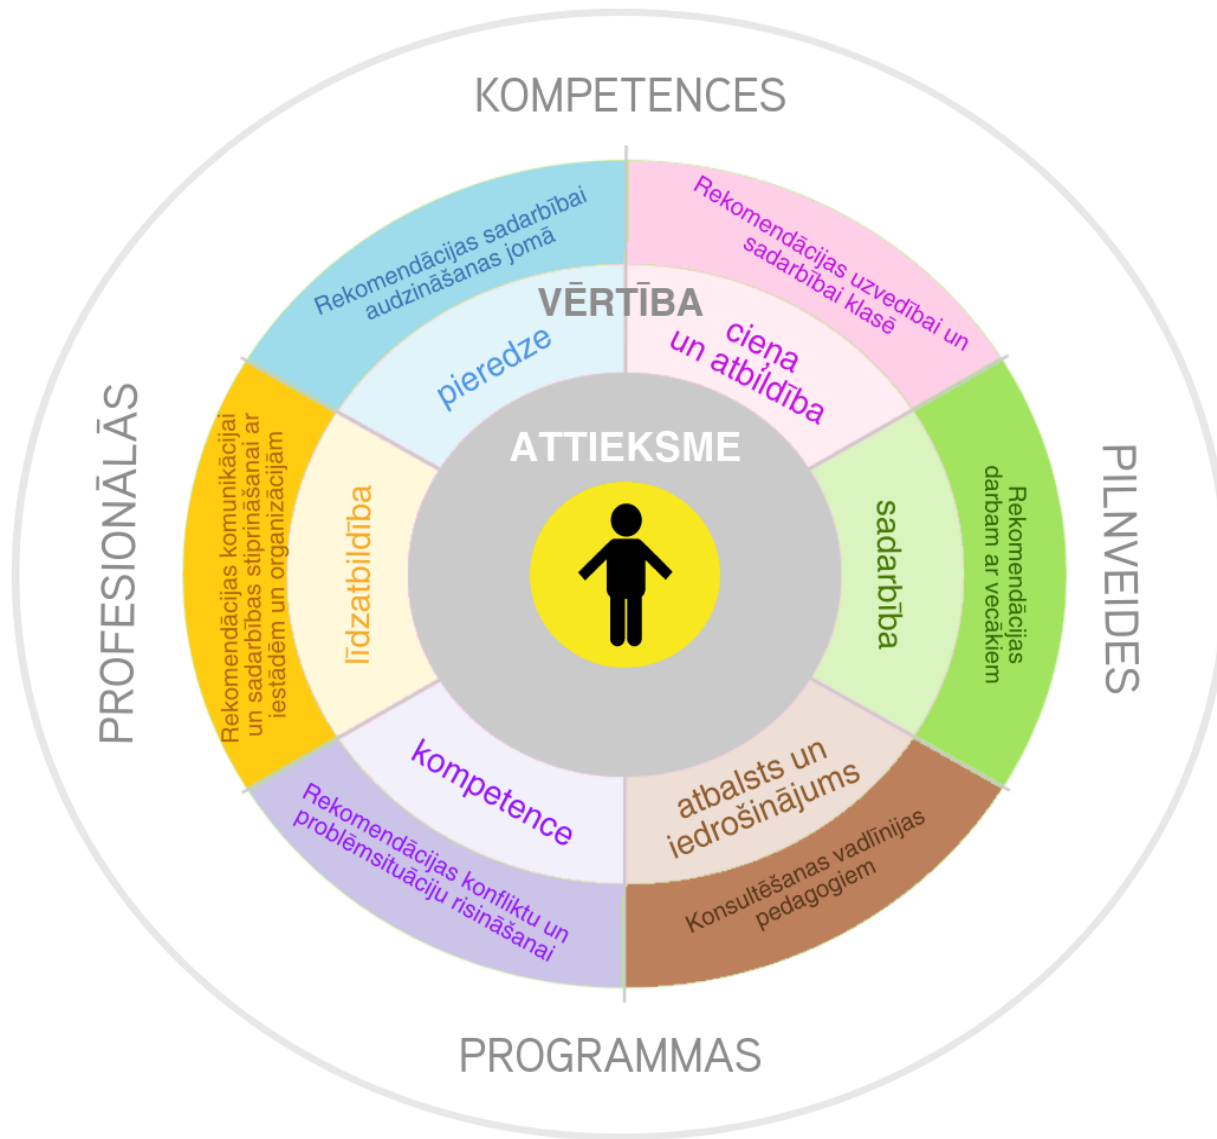 KOMPETENCES
Rekomendācijas sadarbībai
audzināšanas jomā
Rekomendācijas uzvedībai un
sadarbībai klasē
VĒRTĪBA
pieredze
cieņa
un atbildība
ATTIEKSME
PROFESIONĀLĀS
Rekomendācijas komunikācijai
un sadarbības stiprināšanai ar
iestādēm un organizācijām
līdzatbildība
sadarbība
Rekomendācijas
darbam ar vecākiem
PILNVEIDES
kompetence
atbalsts un
iedrošinājums
Rekomendācijas konfliktu un
problēmsituāciju risināšanai
Konsultēšanas vadlīnijas
pedagogiem
PROGRAMMAS